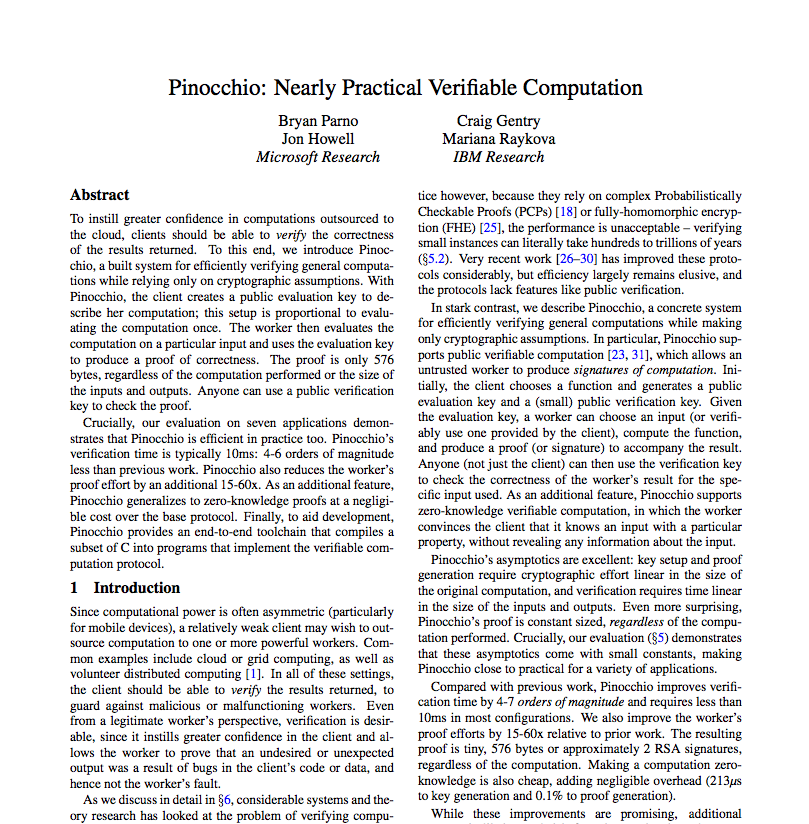 Pinocchio: Nearly Practical Verifiable Computation
Bryan Parno
Jon Howell
Microsoft Research
Craig Gentry
Mariana Raykova
IBM Research
Abstract
To instill greater confidence in computations outsourced to
the cloud, clients should be able to verify the correctness
of the results returned. To this end, we introduce Pinoc-
chio, a built system for efficiently verifying general computa-
tions while relying only on cryptographic assumptions. With
Pinocchio, the client creates a public evaluation key to de-
scribe her computation; this setup is proportional to evalu-
ating the computation once. The worker then evaluates the
computation on a particular input and uses the evaluation key
to produce a proof of correctness. The proof is only 576
bytes, regardless of the computation performed or the size of
the inputs and outputs. Anyone can use a public verification
key to check the proof.
Crucially, our evaluation on seven applications demon-
strates that Pinocchio is efficient in practice too. Pinocchio's
verification time is typically 10ms: 4-6 orders of magnitude
less than previous work. Pinocchio also reduces the worker's
proof effort by an additional 15-60x. As an additional feature,
Pinocchio generalizes to zero-knowledge proofs at a negligi-
ble cost over the base protocol. Finally, to aid development,
Pinocchio provides an end-to-end toolchain that compiles a
subset of C into programs that implement the verifiable com-
putation protocol.
1 Introduction
Since computational power is often asymmetric (particularly
for mobile devices), a relatively weak client may wish to out-
source computation to one or more powerful workers. Com-
mon examples include cloud or grid computing, as well as
volunteer distributed computing [1]. In all of these settings,
the client should be able to verify the results returned, to
guard against malicious or malfunctioning workers. Even
from a legitimate worker's perspective, verification is desir-
able, since it instills greater confidence in the client and al-
lows the worker to prove that an undesired or unexpected
output was a result of bugs in the client's code or data, and
hence not the worker's fault.
As we discuss in detail in §6, considerable systems and the-
ory research has looked at the problem of verifying compu-
tice however, because they rely on complex Probabilistically
Checkable Proofs (PCPs) [18] or fully-homomorphic encryp-
tion (FHE) [25], the performance is unacceptable – verifying
small instances can literally take hundreds to trillions of years
(§5.2). Very recent work [26–30] has improved these proto-
cols considerably, but efficiency largely remains elusive, and
the protocols lack features like public verification.
In stark contrast, we describe Pinocchio, a concrete system
for efficiently verifying general computations while making
only cryptographic assumptions. In particular, Pinocchio sup-
ports public verifiable computation [23, 31], which allows an
untrusted worker to produce signatures of computation. Ini-
tially, the client chooses a function and generates a public
evaluation key and a (small) public verification key. Given
the evaluation key, a worker can choose an input (or verifi-
ably use one provided by the client), compute the function,
and produce a proof (or signature) to accompany the result.
Anyone (not just the client) can then use the verification key
to check the correctness of the worker's result for the spe-
cific input used. As an additional feature, Pinocchio supports
zero-knowledge verifiable computation, in which the worker
convinces the client that it knows an input with a particular
property, without revealing any information about the input.
Pinocchio's asymptotics are excellent: key setup and proof
generation require cryptographic effort linear in the size of
the original computation, and verification requires time linear
in the size of the inputs and outputs. Even more surprising,
Pinocchio's proof is constant sized, regardless of the compu-
tation performed. Crucially, our evaluation (§5) demonstrates
that these asymptotics come with small constants, making
Pinocchio close to practical for a variety of applications.
Compared with previous work, Pinocchio improves verifi-
cation time by 4-7 orders of magnitude and requires less than
10ms in most configurations. We also improve the worker's
proof efforts by 15-60x relative to prior work. The resulting
proof is tiny, 576 bytes or approximately 2 RSA signatures,
regardless of the computation. Making a computation zero-
knowledge is also cheap, adding negligible overhead (213μs
to key generation and 0.1% to proof generation).
While these improvements are promising, additional